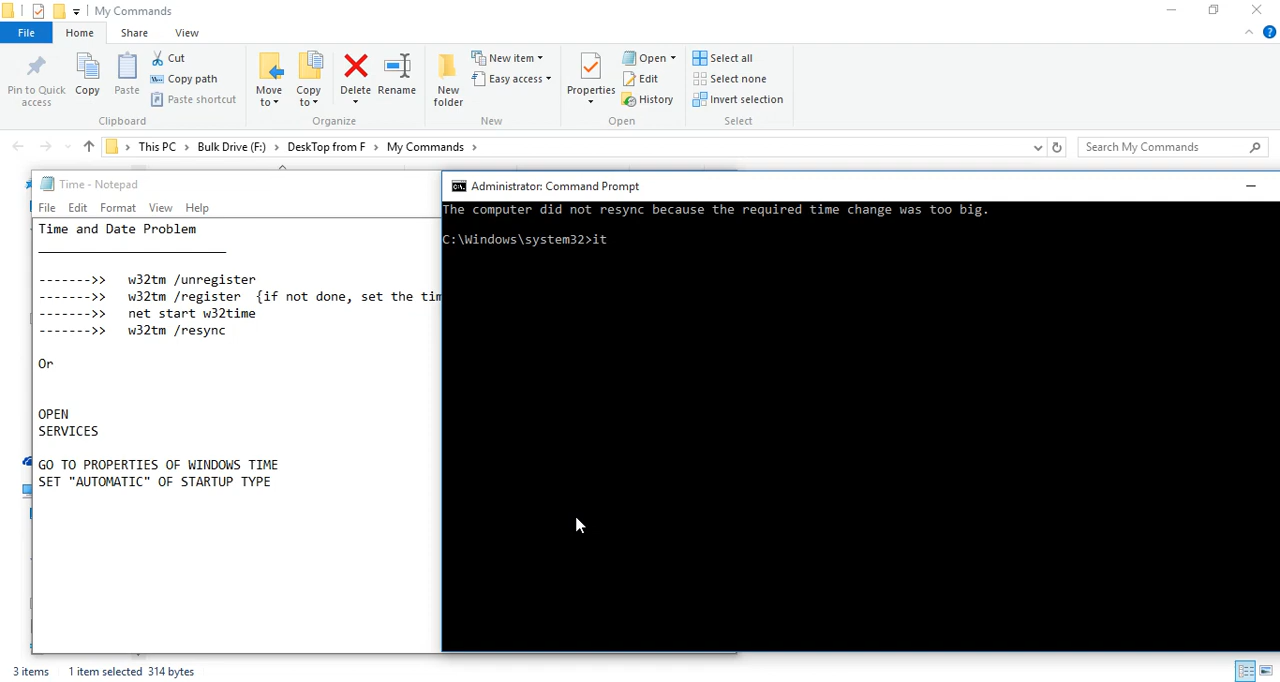 My Commands
File Home Share View
Pin to Quick access
Copy
Paste
Cut
Copy path
Paste shortcut
Clipboard
Move to
Copy to
Delete
Rename
Organize
New folder
New item
Easy access
New
Properties
Open
Edit
History
Open
Select all
Select none
Invert selection
Select
This PC > Bulk Drive (F:) > DeskTop from F > My Commands >
Search My Commands
Time - Notepad
File Edit Format View Help
Time and Date Problem
_________________________
------->> w32tm /unregister
------->> w32tm /register {if not done, set the tim
------->> net start w32time
------->> w32tm /resync
Or
OPEN
SERVICES
GO TO PROPERTIES OF WINDOWS TIME
SET "AUTOMATIC" OF STARTUP TYPE
Administrator: Command Prompt
The computer did not resync because the required time change was too big.
C:\Windows\system32>it
3 items 1 item selected 314 bytes